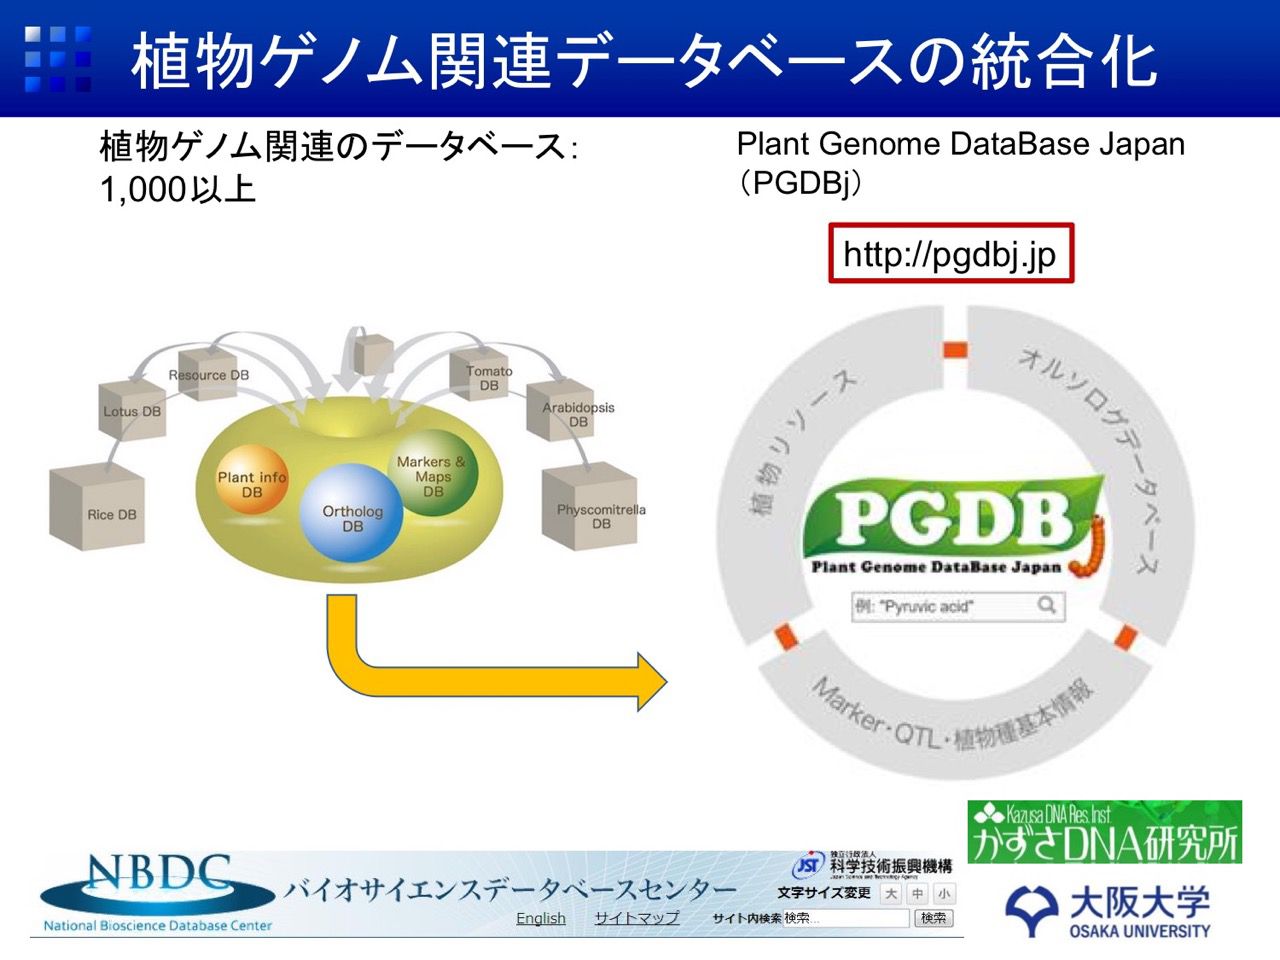 植物ゲノム関連データベースの統合化
植物ゲノム関連のデータベース：
1,000以上
Plant Genome DataBase Japan
（PGDBj）
http://pgdbj.jp
Resource DB
Lotus DB
Rice DB
Tomato
DB
Arabidopsis
DB
Physcomitrella
DB
Plant info
DB
Ortholog
DB
Markers &
Maps
DB
植物リソース
オルソログデータベース
PGDBj
Plant Genome DataBase Japan
例: "Pyruvic acid"
Marker・QTL・植物種基本情報
Kazusa DNA Res. Inst.
かずさDNA研究所
NBDC
National Bioscience Database Center
バイオサイエンスデータベースセンター
English サイトマップ
JST
独立行政法人
科学技術振興機構
Japan Science and Technology Agency
文字サイズ変更 大 中 小
サイト内検索 検索... 検索
大阪大学
OSAKA UNIVERSITY